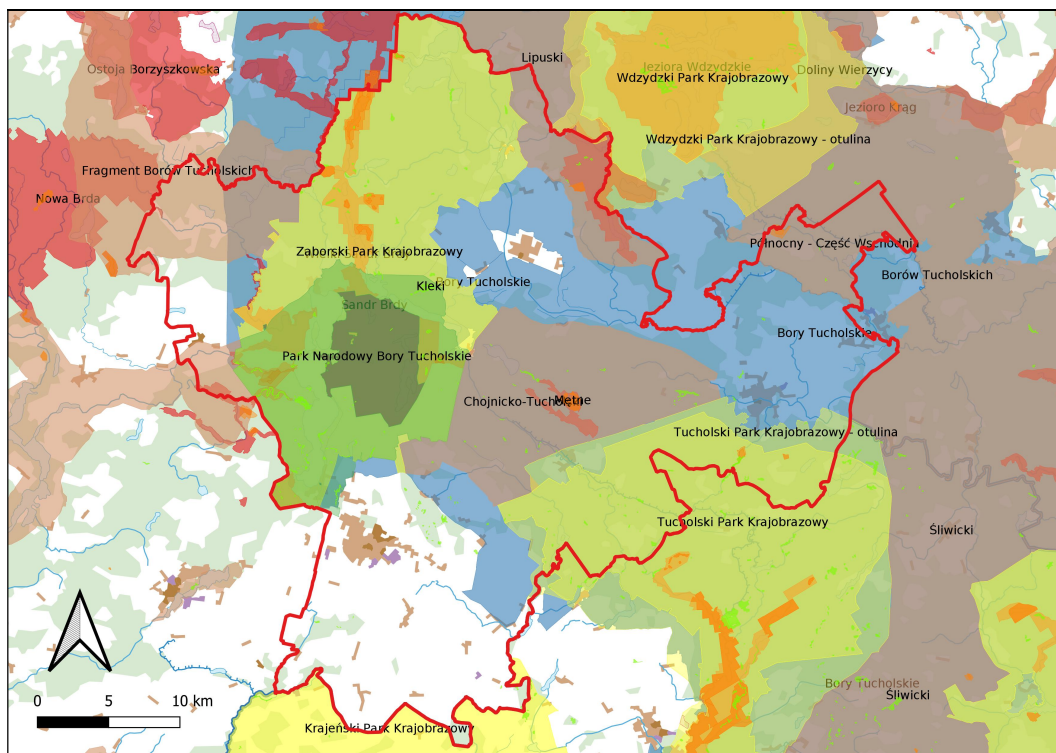 Lipuski
Ostoja Borzyszkowska
Jeziora Wdzydzkie
Doliny Wierzycy
Wdzydzki Park Krajobrazowy
Jezioro Krąg
Wdzydzki Park Krajobrazowy - otulina
Fragment Borów Tucholskich
Nowa Brda
Północny - Część Wschodnia
Zaborski Park Krajobrazowy
Borów Tucholskich
Bory Tucholskie
Kleki
Sandr Brdy
Bory Tucholskie
Park Narodowy Bory Tucholskie
Mętne
Tucholski Park Krajobrazowy - otulina
Tucholski Park Krajobrazowy
Śliwicki
Bory Tucholskie
Śliwicki
0 5 10 km
Krajeński Park Krajobrazowy